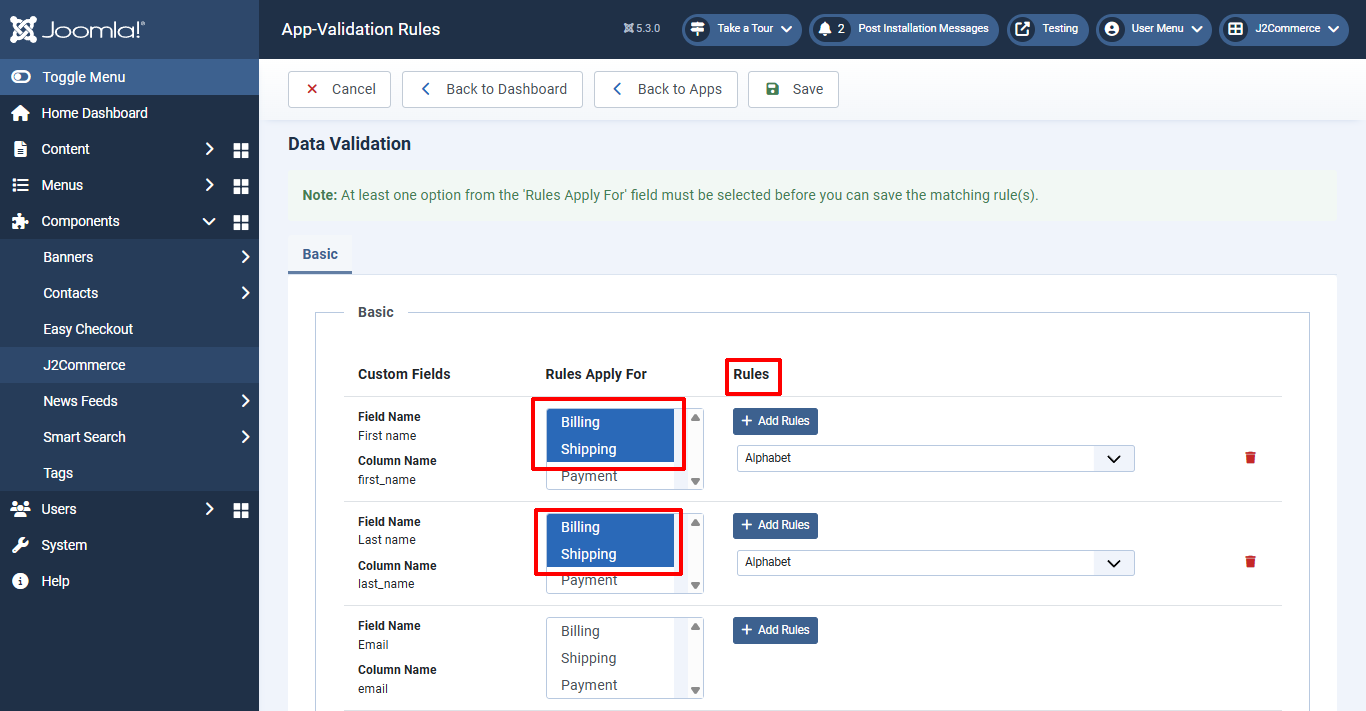 Joomla!®
App-Validation Rules
5.3.0
Take a Tour
2 Post Installation Messages
Testing
User Menu
J2Commerce
Toggle Menu
Home Dashboard
Content
Menus
Components
Banners
Contacts
Easy Checkout
J2Commerce
News Feeds
Smart Search
Tags
Users
System
Help
Cancel
Back to Dashboard
Back to Apps
Save
Data Validation
Note: At least one option from the 'Rules Apply For' field must be selected before you can save the matching rule(s).
Basic
Basic
Custom Fields
Rules Apply For
Rules
Field Name
First name
Column Name
first_name
Billing
Shipping
Payment
+ Add Rules
Alphabet
Field Name
Last name
Column Name
last_name
Billing
Shipping
Payment
+ Add Rules
Alphabet
Field Name
Email
Column Name
email
Billing
Shipping
Payment
+ Add Rules